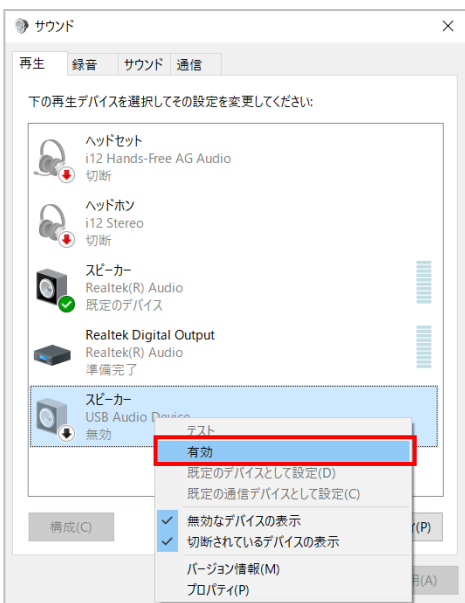 サウンド
再生 録音 サウンド 通信
下の再生デバイスを選択してその設定を変更してください:
ヘッドセット
i12 Hands-Free AG Audio
切断
ヘッドホン
i12 Stereo
切断
スピーカー
Realtek(R) Audio
既定のデバイス
Realtek Digital Output
Realtek(R) Audio
準備完了
スピーカー
USB Audio Device
無効
テスト
有効
既定のデバイスとして設定(D)
既定の通信デバイスとして設定(C)
無効なデバイスの表示
切断されているデバイスの表示
バージョン情報(M)
プロパティ(P)
構成(C)
(P)
(A)